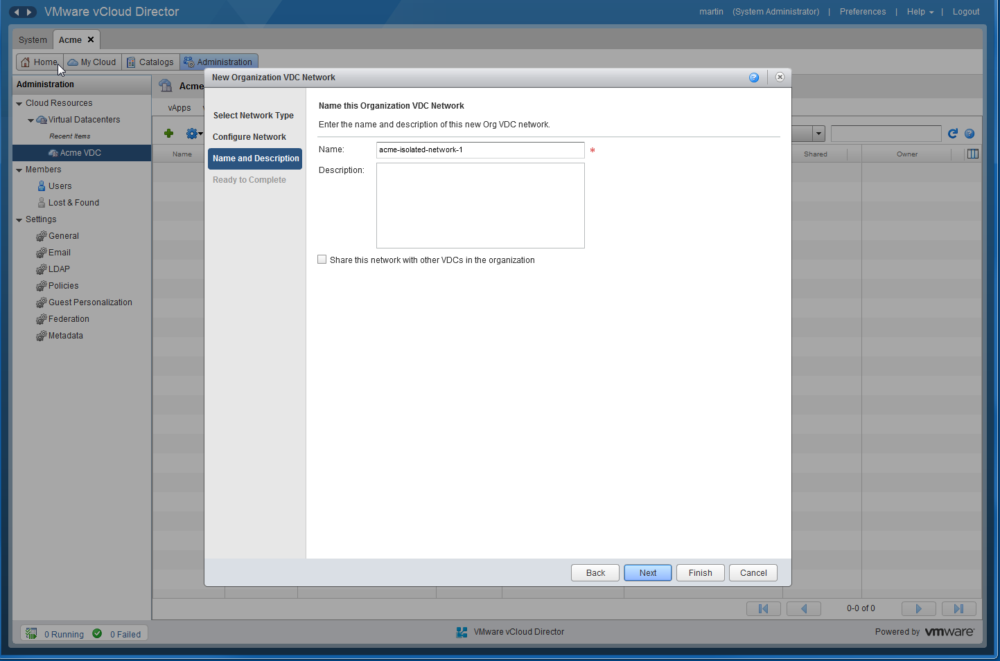 VMware vCloud Director
martin (System Administrator) | Preferences | Help | Logout
System
Acme
Home
My Cloud
Catalogs
Administration
Administration
Cloud Resources
Virtual Datacenters
Recent Items
Acme VDC
Members
Users
Lost & Found
Settings
General
Email
LDAP
Policies
Guest Personalization
Federation
Metadata
Acme
vApps
Name
Shared
Owner
New Organization VDC Network
Select Network Type
Configure Network
Name and Description
Ready to Complete
Name this Organization VDC Network
Enter the name and description of this new Org VDC network.
Name: acme-isolated-network-1 *
Description:
Share this network with other VDCs in the organization
Back
Next
Finish
Cancel
0-0 of 0
0 Running
0 Failed
VMware vCloud Director
Powered by vmware